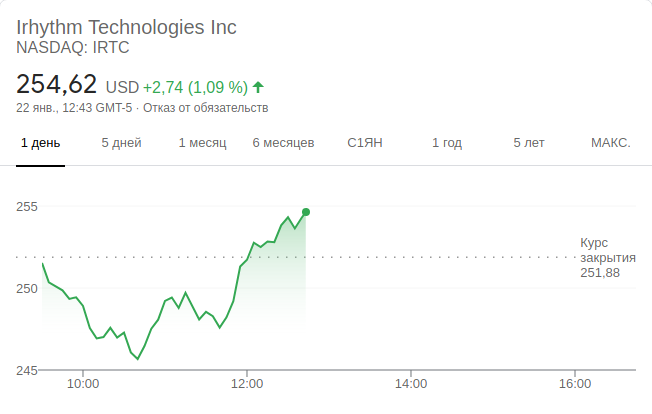 Irhythm Technologies Inc
NASDAQ: IRTC
254,62 USD +2,74 (1,09 %)
22 янв., 12:43 GMT-5 · Отказ от обязательств
1 день 5 дней 1 месяц 6 месяцев С1ЯН 1 год 5 лет МАКС.
255
Курс
закрытия
251,88
250
245
10:00 12:00 14:00 16:00